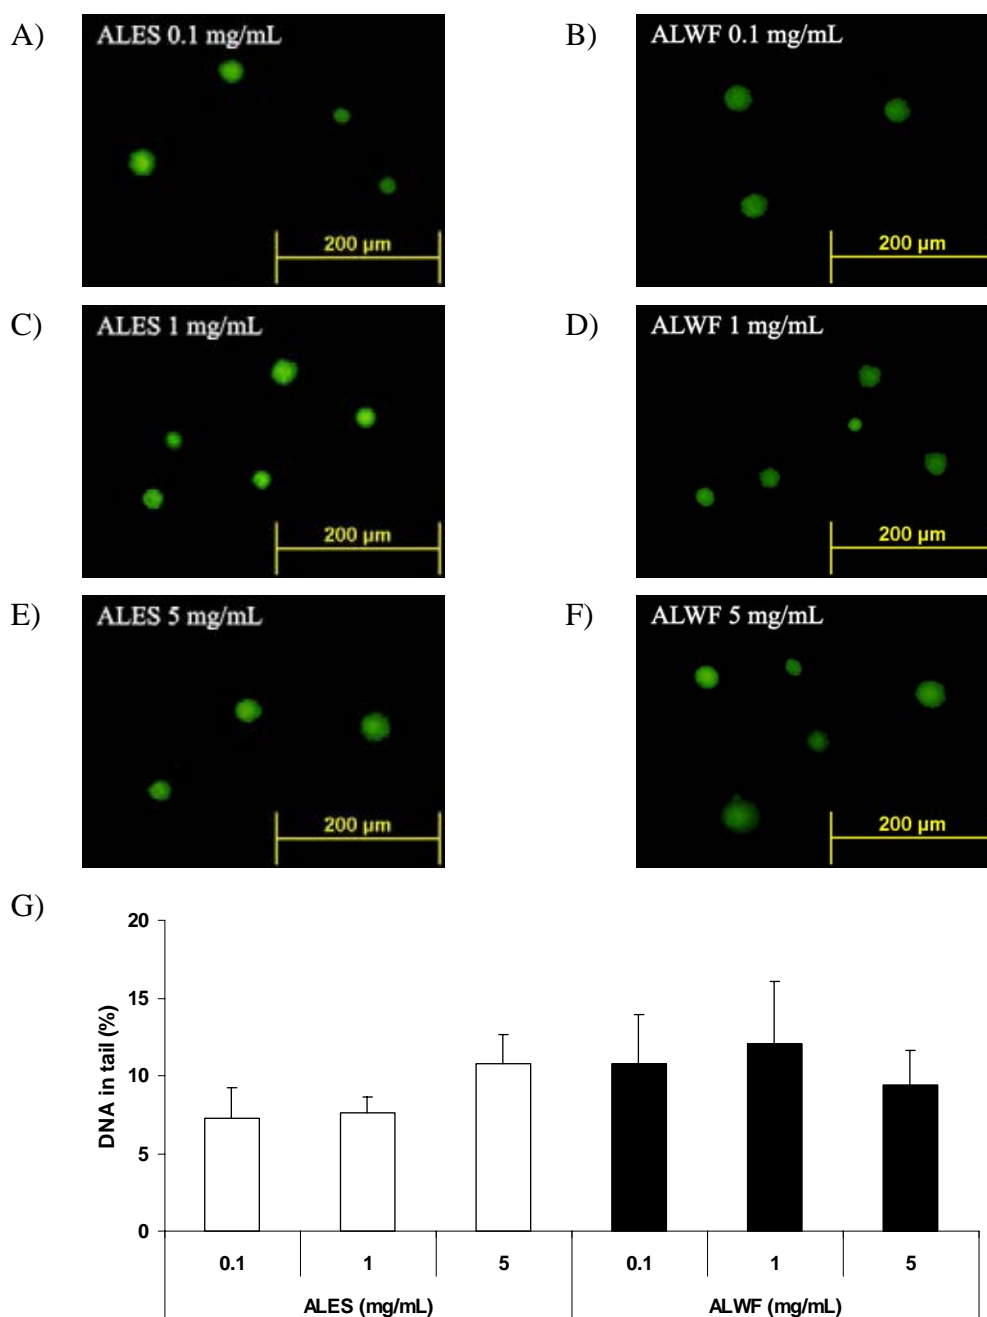 A)
ALES 0.1 mg/mL
200 µm
B)
ALWF 0.1 mg/mL
200 µm
C)
ALES 1 mg/mL
200 µm
D)
ALWF 1 mg/mL
200 µm
E)
ALES 5 mg/mL
200 µm
F)
ALWF 5 mg/mL
200 µm
G)
DNA in tail (%)
20
15
10
5
0
0.1 1 5 0.1 1 5
ALES (mg/mL) ALWF (mg/mL)